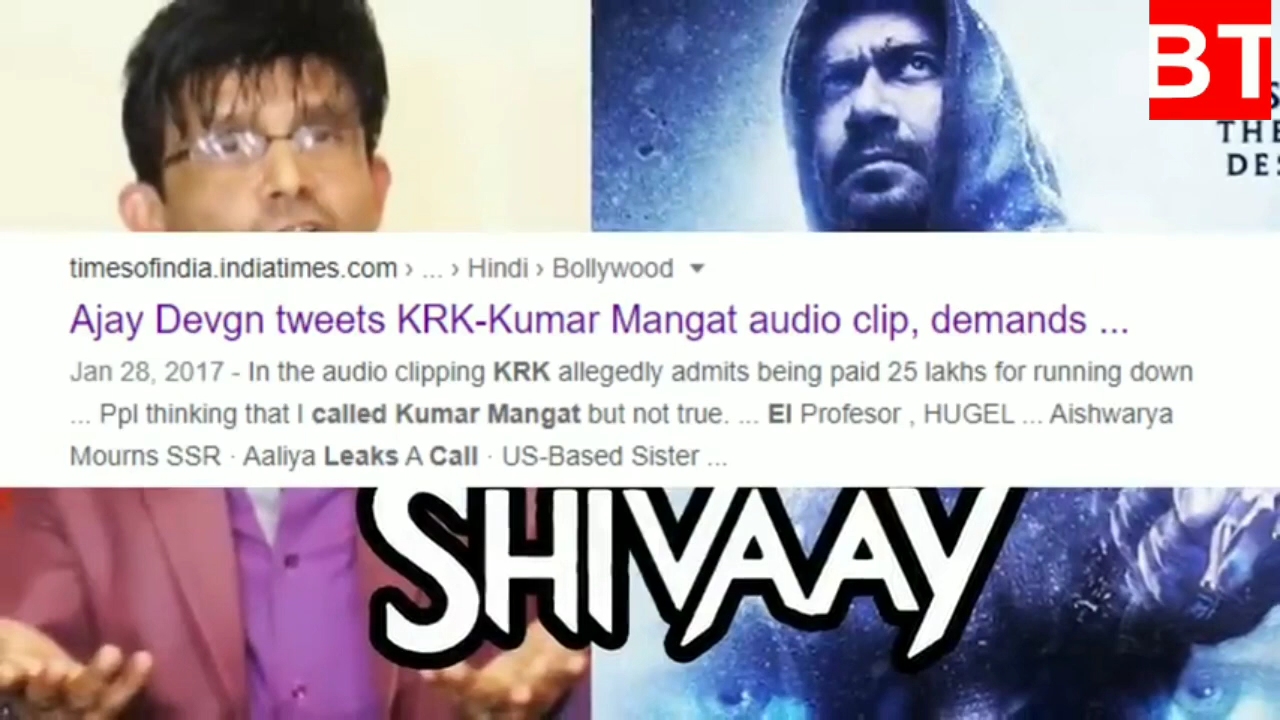 BT
THE
DES
timesofindia.indiatimes.com › ... › Hindi › Bollywood
Ajay Devgn tweets KRK-Kumar Mangat audio clip, demands ...
Jan 28, 2017 - In the audio clipping KRK allegedly admits being paid 25 lakhs for running down
... Ppl thinking that I called Kumar Mangat but not true. ... El Profesor , HUGEL ... Aishwarya
Mourns SSR · Aaliya Leaks A Call · US-Based Sister ...
SHIVAAY